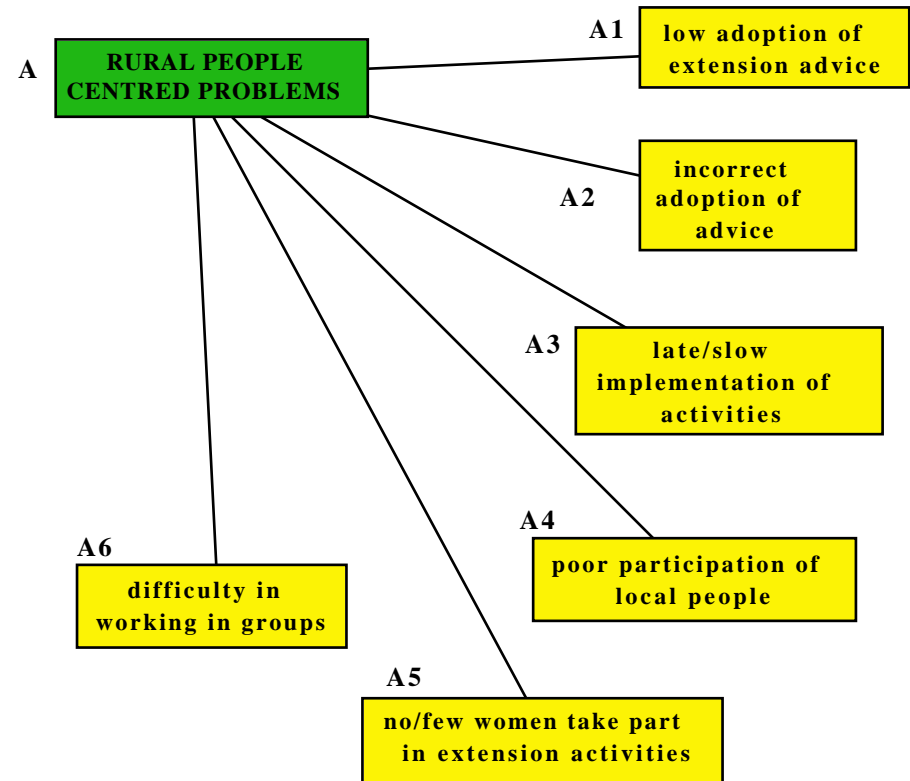 A
RURAL PEOPLE
CENTRED PROBLEMS
A1
low adoption of
extension advice
A2
incorrect
adoption of
advice
A3
late/slow
implementation of
activities
A4
poor participation of
local people
A5
no/few women take part
in extension activities
A6
difficulty in
working in groups